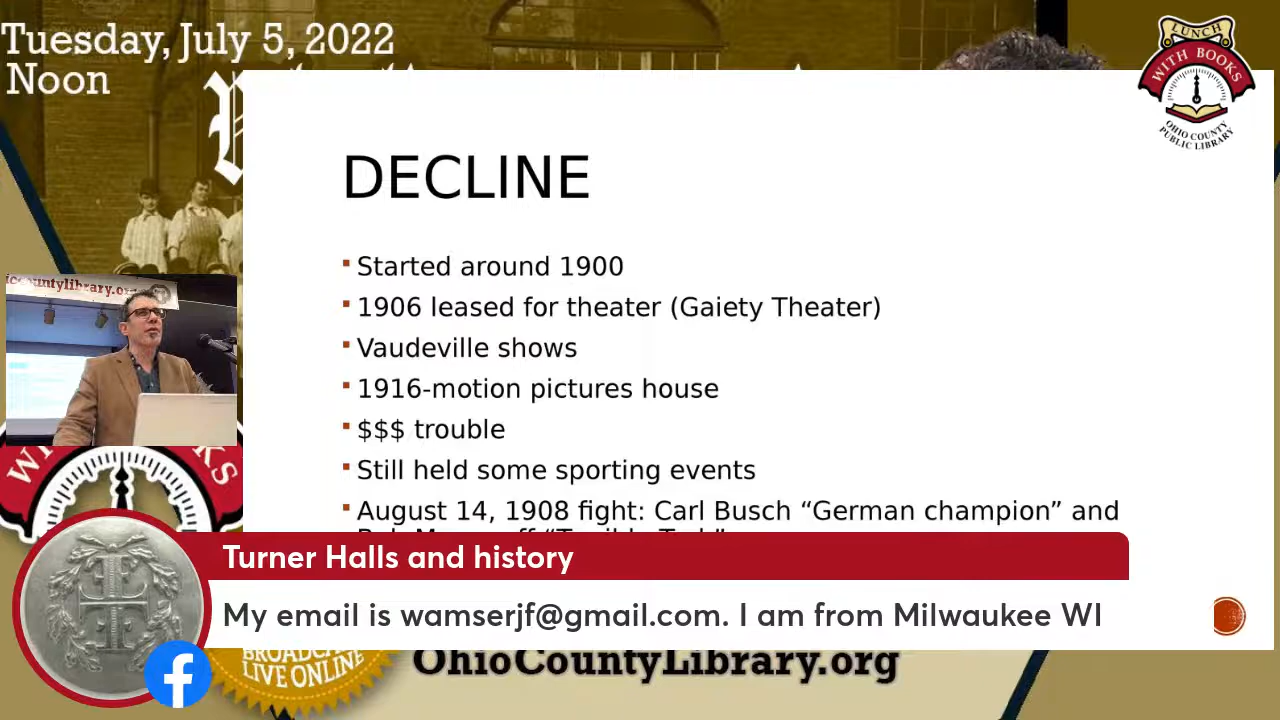 Tuesday, July 5, 2022
Noon
LUNCH
WITH BOOKS
OHIO COUNTY
PUBLIC LIBRARY
DECLINE
Started around 1900
1906 leased for theater (Gaiety Theater)
Vaudeville shows
1916-motion pictures house
$$$ trouble
Still held some sporting events
August 14, 1908 fight: Carl Busch “German champion” and
Turner Halls and history
My email is wamserjf@gmail.com. I am from Milwaukee WI
LIVE ONLINE
OhioCountyLibrary.org